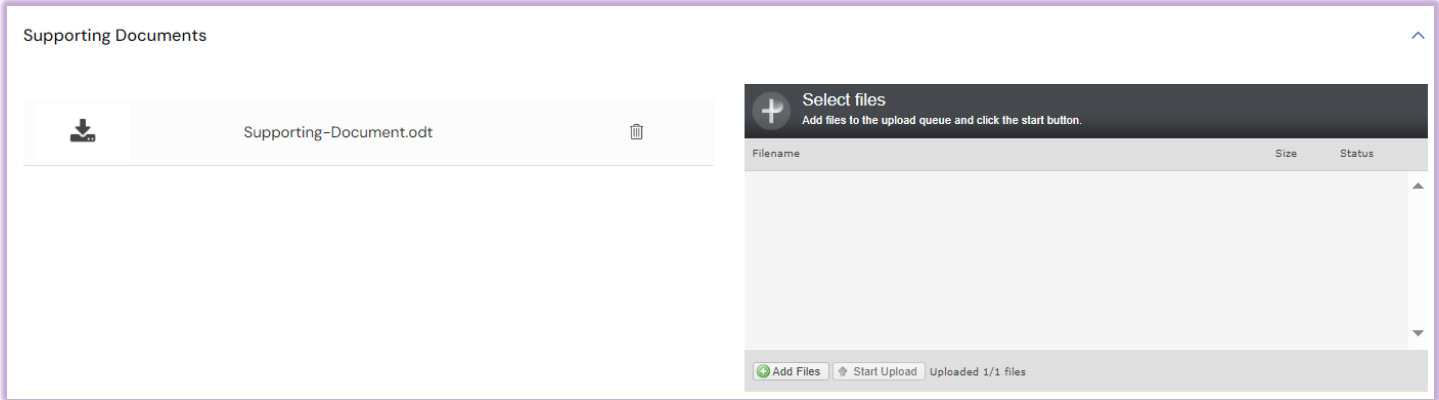 Supporting Documents
Supporting-Document.odt
Select files
Add files to the upload queue and click the start button.
Filename Size Status
Add Files Start Upload Uploaded 1/1 files